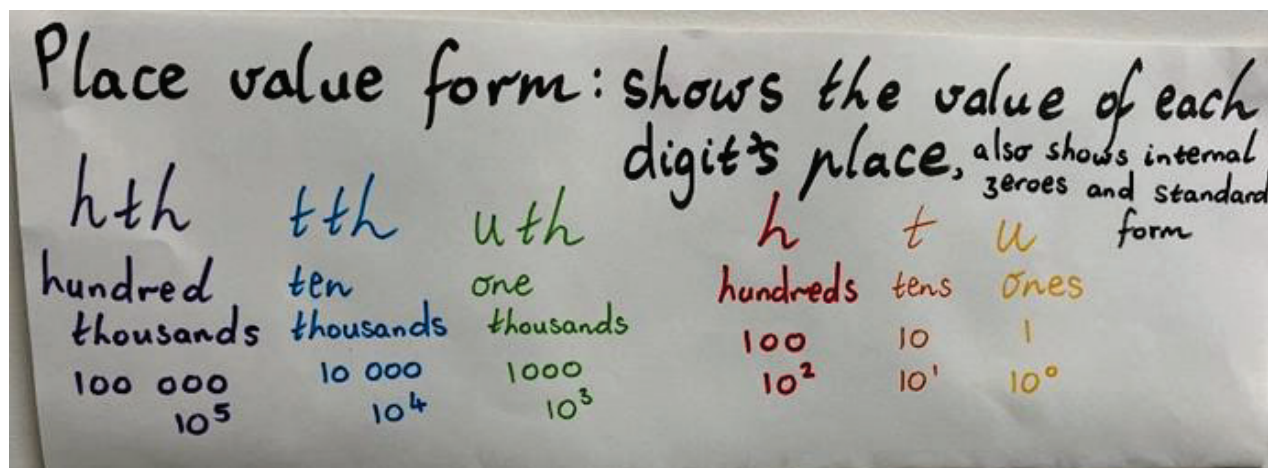 Place value form: shows the value of each
digit's place, also shows internal
zeroes and standard
form
hth tth uth h t u
hundred ten one hundreds tens ones
thousands thousands thousands
100 000 10 000 1000 100 10 1
10⁵ 10⁴ 10³ 10² 10¹ 10⁰